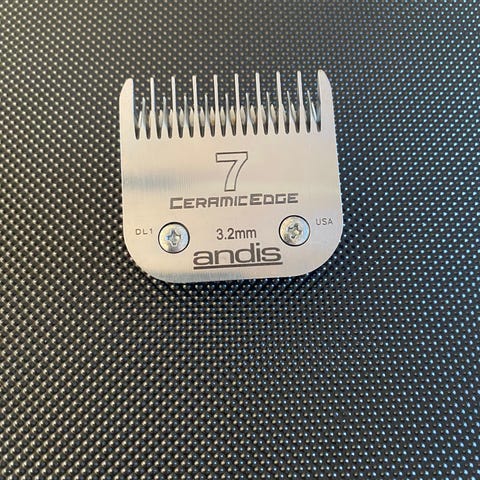 7
CERAMICEDGE
DL1 3.2mm USA
andis